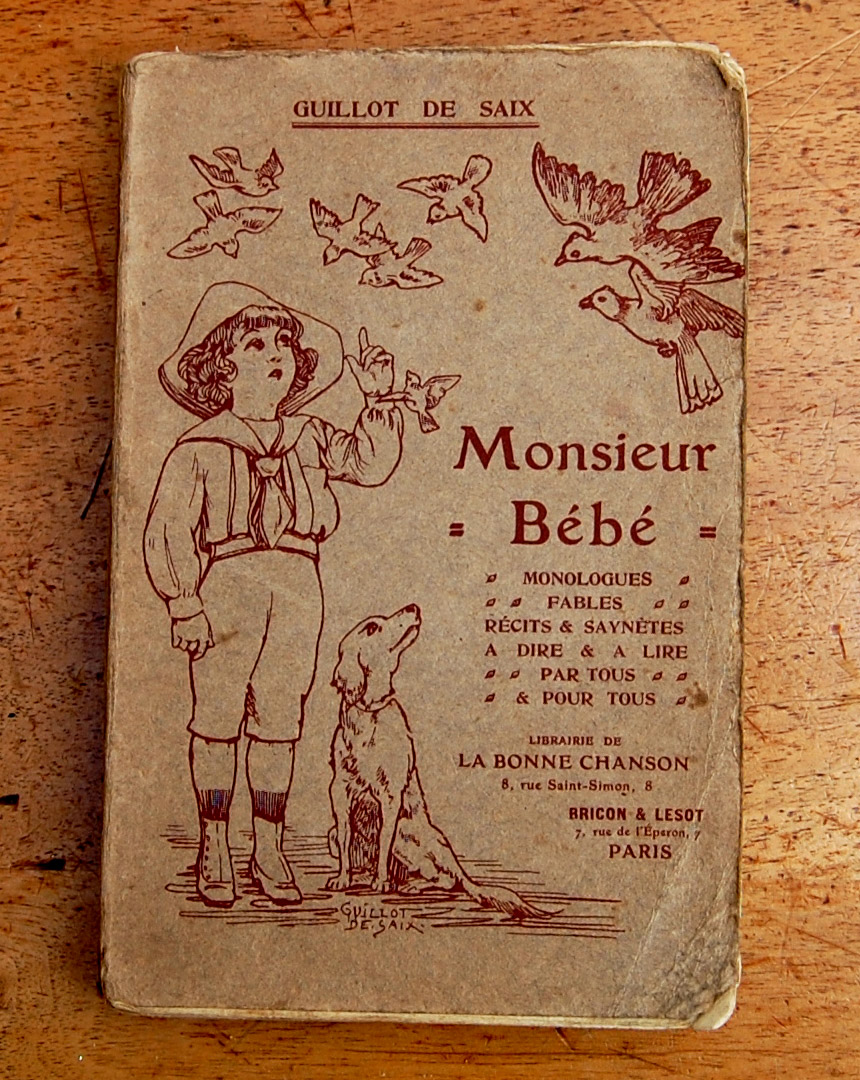 GUILLOT DE SAIX
Monsieur
= Bébé =
MONOLOGUES
FABLES
RÉCITS & SAYNÈTES
A DIRE & A LIRE
PAR TOUS
& POUR TOUS
LIBRAIRIE DE
LA BONNE CHANSON
8, rue Saint-Simon, 8
BRICON & LESOT
7, rue de l'Éperon, 7
PARIS
GUILLOT
DE SAIX.